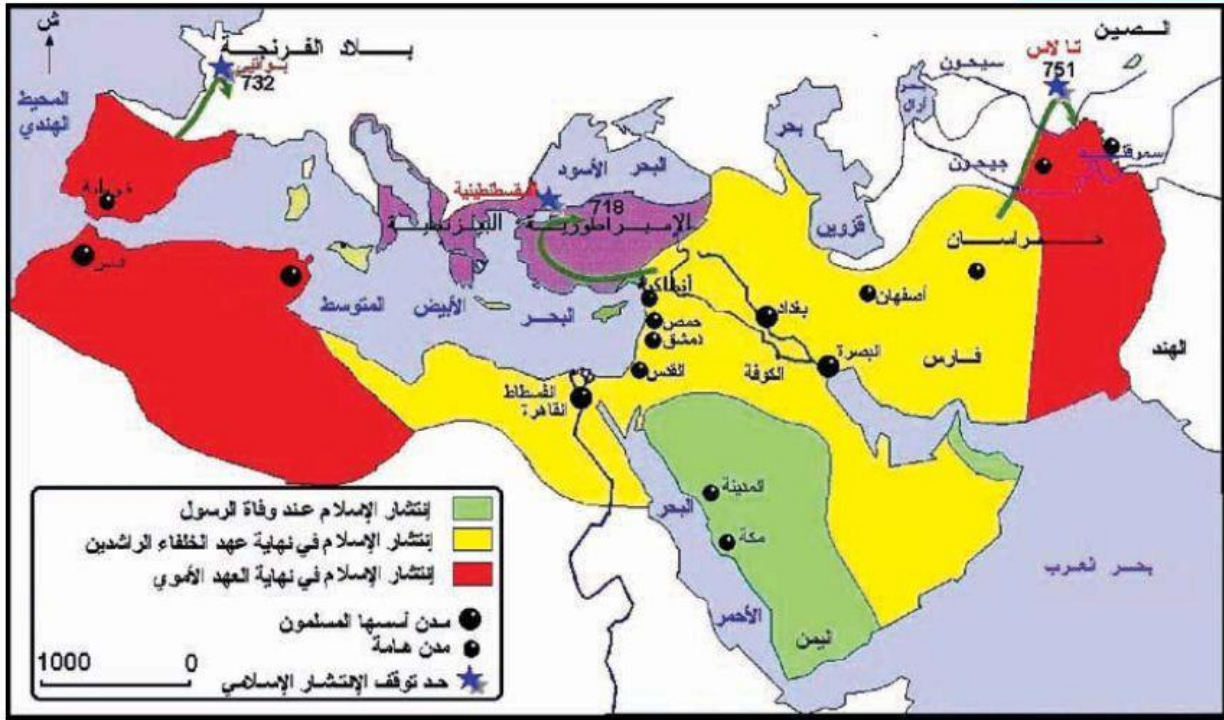 ش
بلاد الفرنجة
بواتيي
732
المحيط
الهندي
قرطبة
فاس
المتوسط
الأبيض
البحر
القسطنطينية
718
الإمبراطورية البيزنطية
البحر الأسود
بحر
قزوين
بحر
آرال
سيحون
جيحون
تالاس
751
الصين
سمرقند
خراسان
أنطاكية
حمص
دمشق
القدس
بغداد
الكوفة
البصرة
أصفهان
فارس
الهند
الفسطاط
القاهرة
البحر
الأحمر
المدينة
مكة
اليمن
بحر العرب
إنتشار الإسلام عند وفاة الرسول
إنتشار الإسلام في نهاية عهد الخلفاء الراشدين
إنتشار الإسلام في نهاية العهد الأموي
مدن أسسها المسلمون
مدن هامة
حد توقف الإنتشار الإسلامي
1000 0